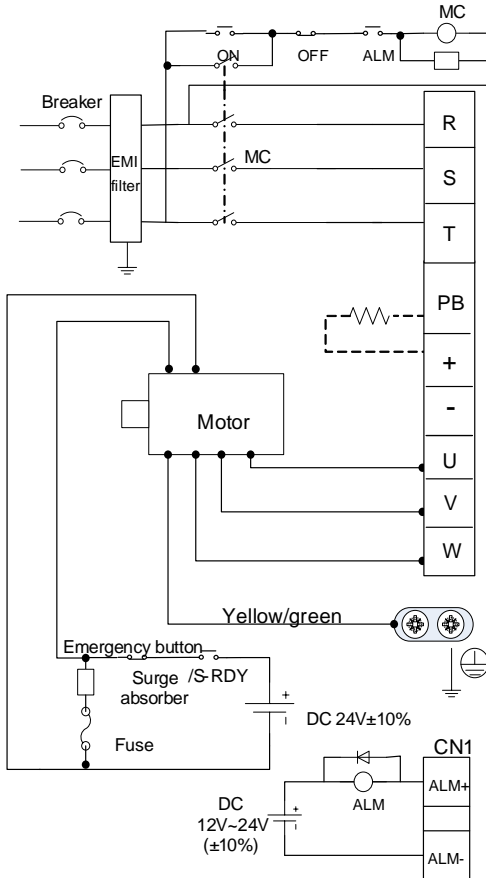 MC
ON OFF ALM
Breaker
EMI
filter
MC
R
S
T
PB
+
-
U
V
W
Motor
Yellow/green
Emergency button
/S-RDY
Surge
absorber
Fuse
+
DC 24V±10%
CN1
ALM+
ALM
ALM-
DC
12V~24V
(±10%)
+